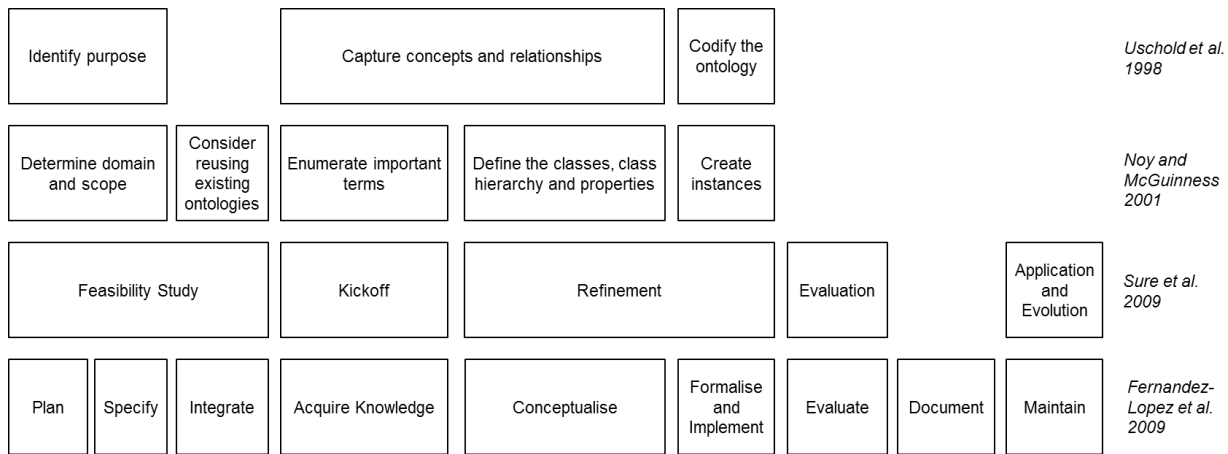 Identify purpose
Capture concepts and relationships
Codify the
ontology
Uschold et al.
1998
Determine domain
and scope
Consider
reusing
existing
ontologies
Enumerate important
terms
Define the classes, class
hierarchy and properties
Create
instances
Noy and
McGuinness
2001
Feasibility Study
Kickoff
Refinement
Evaluation
Application
and
Evolution
Sure et al.
2009
Plan
Specify
Integrate
Acquire Knowledge
Conceptualise
Formalise
and
Implement
Evaluate
Document
Maintain
Fernandez-
Lopez et al.
2009